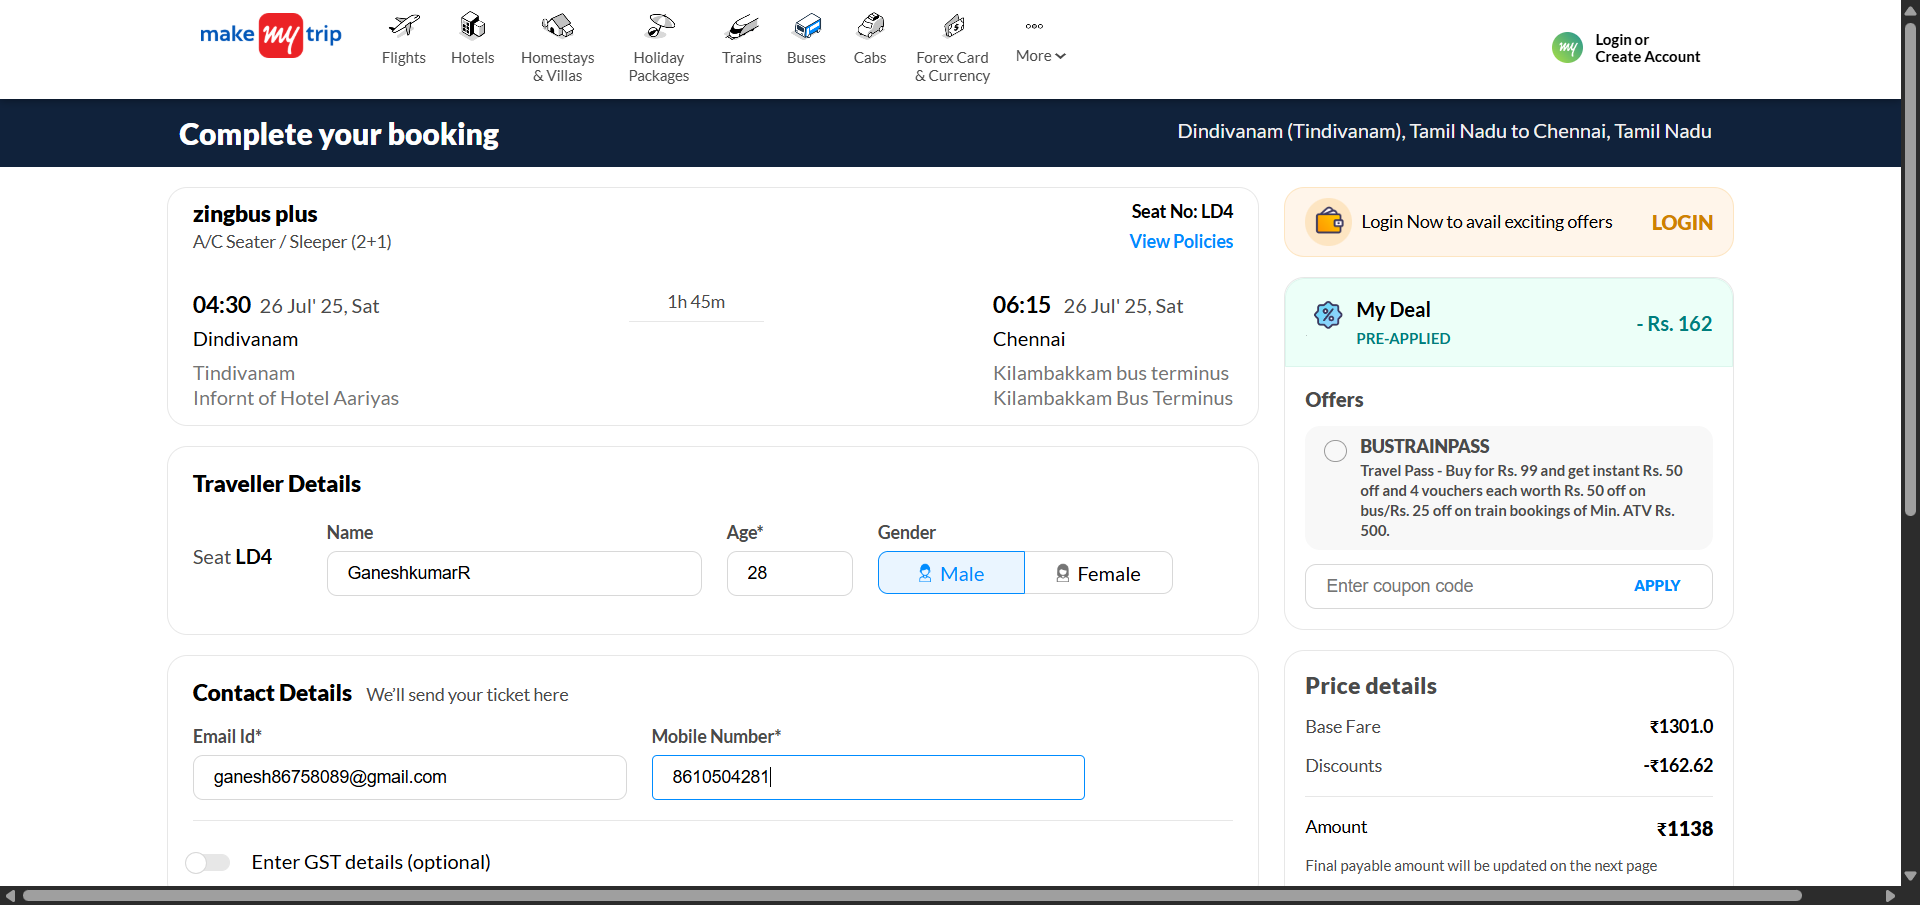 make my trip
Flights
Hotels
Homestays
& Villas
Holiday
Packages
Trains
Buses
Cabs
Forex Card
& Currency
More
my
Login or
Create Account
Complete your booking
Dindivanam (Tindivanam), Tamil Nadu to Chennai, Tamil Nadu
zingbus plus
Seat No: LD4
A/C Seater / Sleeper (2+1)
View Policies
04:30 26 Jul' 25, Sat
1h 45m
06:15 26 Jul' 25, Sat
Dindivanam
Chennai
Tindivanam
Kilambakkam bus terminus
Infornt of Hotel Aariyas
Kilambakkam Bus Terminus
Traveller Details
Name
Age*
Gender
Seat LD4
GaneshkumarR
28
Male
Female
Contact Details We'll send your ticket here
Email Id*
Mobile Number*
ganesh86758089@gmail.com
8610504281
Enter GST details (optional)
Login Now to avail exciting offers LOGIN
My Deal
PRE-APPLIED
- Rs. 162
Offers
BUSTRAINPASS
Travel Pass - Buy for Rs. 99 and get instant Rs. 50
off and 4 vouchers each worth Rs. 50 off on
bus/Rs. 25 off on train bookings of Min. ATV Rs.
500.
Enter coupon code APPLY
Price details
Base Fare ₹1301.0
Discounts -₹162.62
Amount ₹1138
Final payable amount will be updated on the next page